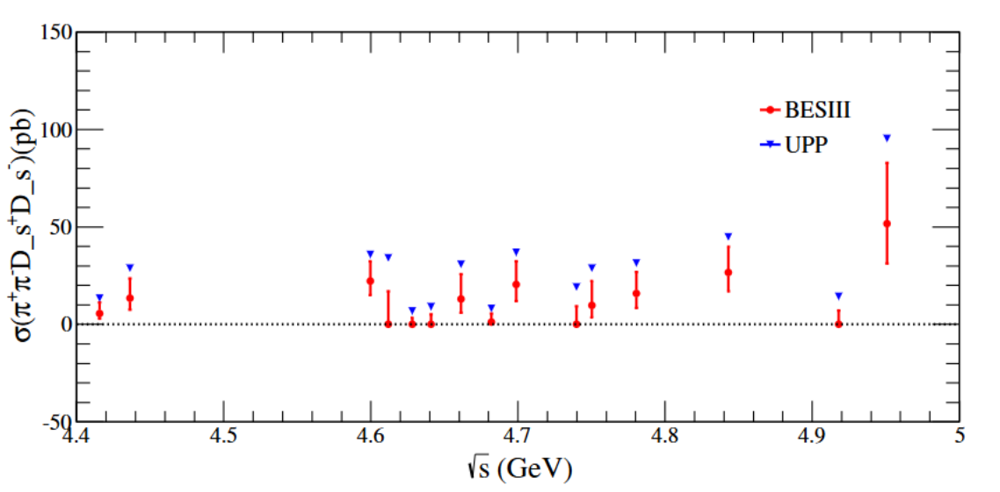 150
100
50
0
-50
σ(π⁺π⁻D_s⁺D_s⁻)(pb)
BESIII
UPP
4.4 4.5 4.6 4.7 4.8 4.9 5
√s (GeV)